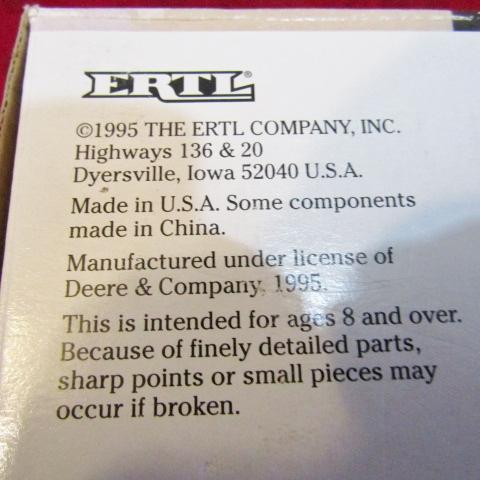 ERTL®
©1995 THE ERTL COMPANY, INC.
Highways 136 & 20
Dyersville, Iowa 52040 U.S.A.
Made in U.S.A. Some components
made in China.
Manufactured under license of
Deere & Company, 1995.
This is intended for ages 8 and over.
Because of finely detailed parts,
sharp points or small pieces may
occur if broken.